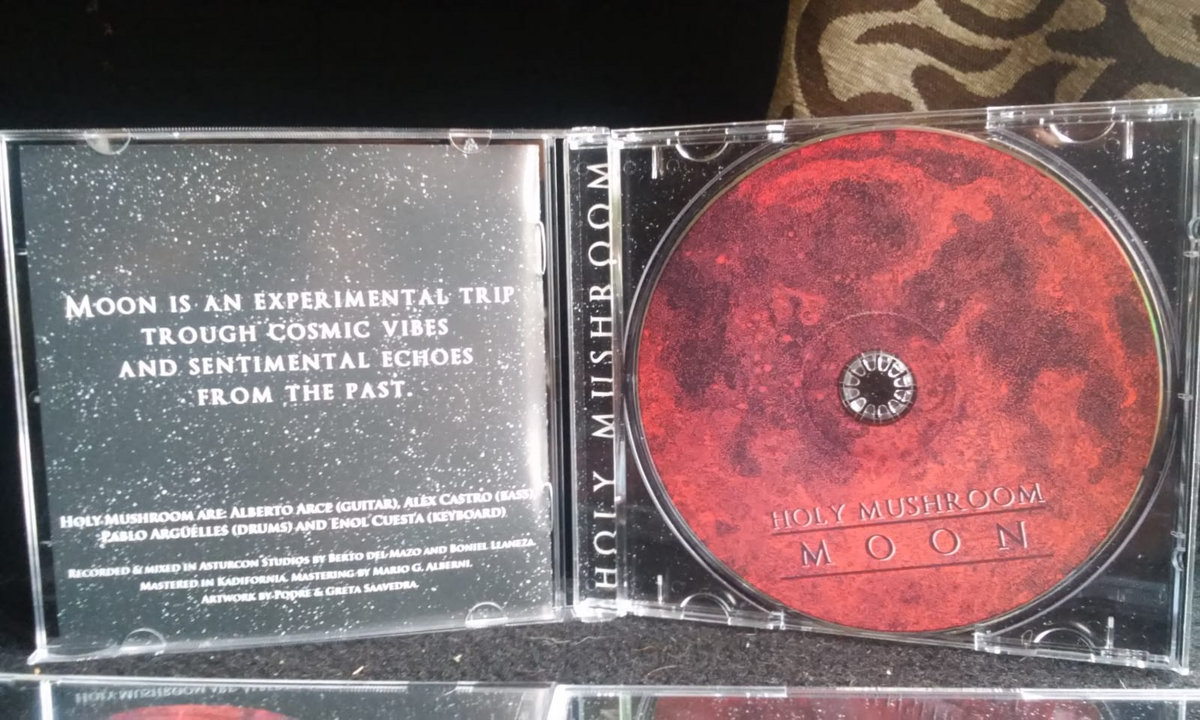 MOON IS AN EXPERIMENTAL TRIP
TROUGH COSMIC VIBES
AND SENTIMENTAL ECHOES
FROM THE PAST.
HOLY MUSHROOM ARE: ALBERTO ARCE (GUITAR), ALEX CASTRO (BASS),
PABLO ARGÜELLES (DRUMS) AND ENOL CUESTA (KEYBOARD)
RECORDED & MIXED IN ASTURCON STUDIOS BY BERTO DEL MAZO AND BONIEL LLANEZA.
MASTERED IN KADIFORNIA. MASTERING BY MARIO G. ALBERNI.
ARTWORK BY PODRE & GRETA SAAVEDRA.
HOLY MUSHROOM
HOLY MUSHROOM
MOON
HOLY MUSHROOM ARE: